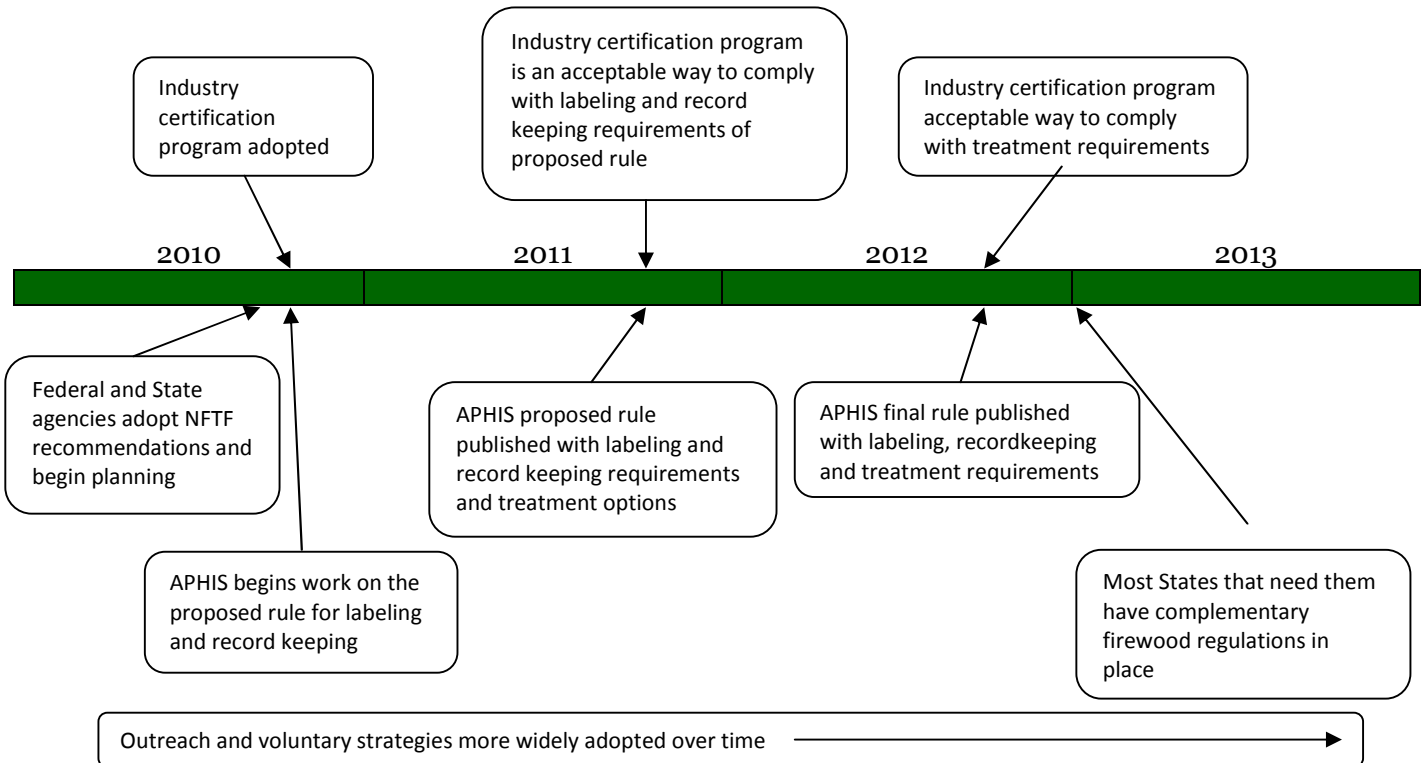 Industry
certification
program adopted
Industry certification program
is an acceptable way to comply
with labeling and record
keeping requirements of
proposed rule
Industry certification program
acceptable way to comply
with treatment requirements
2010
2011
2012
2013
Federal and State
agencies adopt NFTF
recommendations and
begin planning
APHIS begins work on the
proposed rule for labeling
and record keeping
APHIS proposed rule
published with labeling and
record keeping requirements
and treatment options
APHIS final rule published
with labeling, recordkeeping
and treatment requirements
Most States that need them
have complementary
firewood regulations in
place
Outreach and voluntary strategies more widely adopted over time